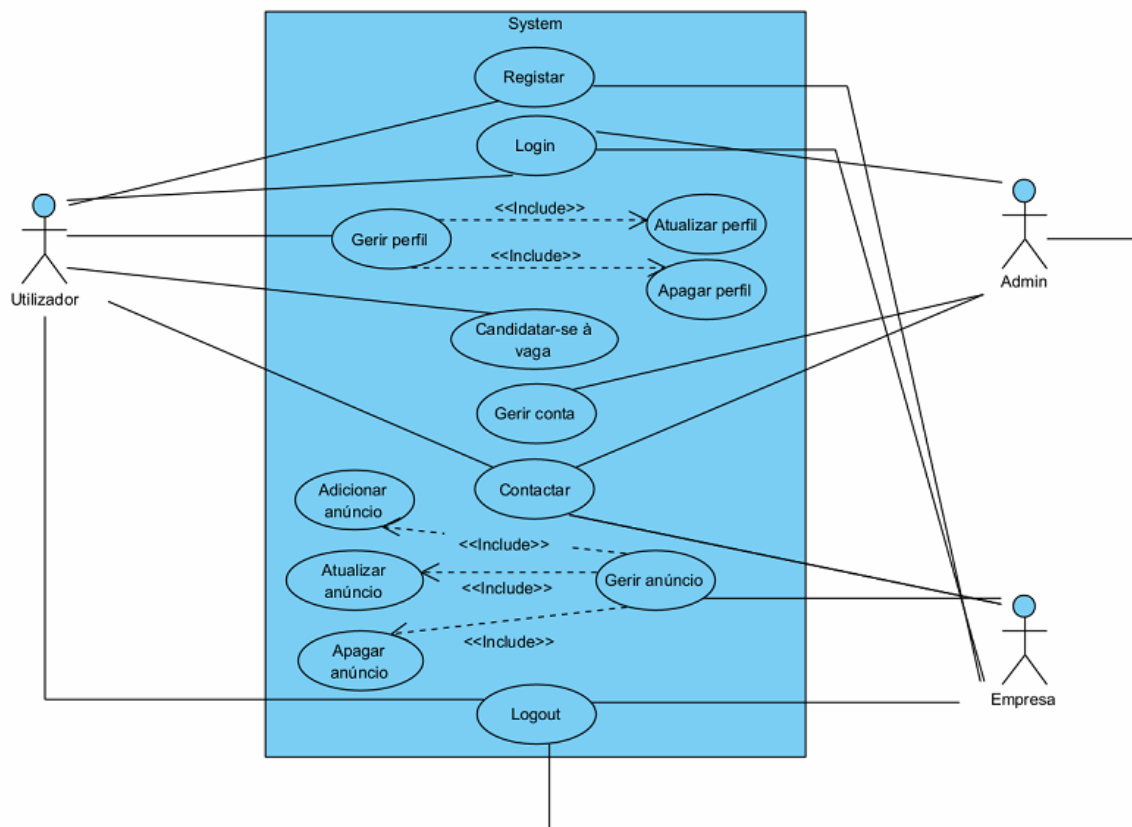 System
Registar
Login
<<Include>>
Atualizar perfil
Gerir perfil
<<Include>>
Apagar perfil
Utilizador
Admin
Candidatar-se à
vaga
Gerir conta
Contactar
Adicionar
anúncio
<<Include>>
Atualizar
anúncio
Gerir anúncio
<<Include>>
<<Include>>
Apagar
anúncio
Empresa
Logout